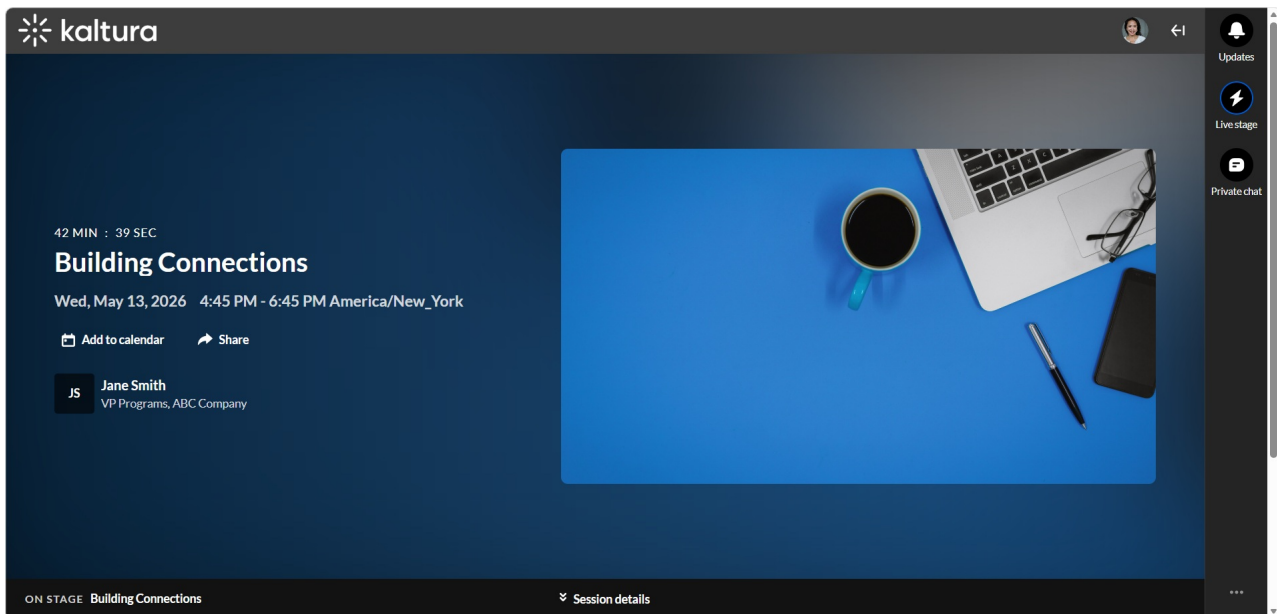 kaltura
Updates
Live stage
Private chat
42 MIN : 39 SEC
Building Connections
Wed, May 13, 2026 4:45 PM - 6:45 PM America/New_York
Add to calendar Share
JS
Jane Smith
VP Programs, ABC Company
ON STAGE Building Connections
Session details